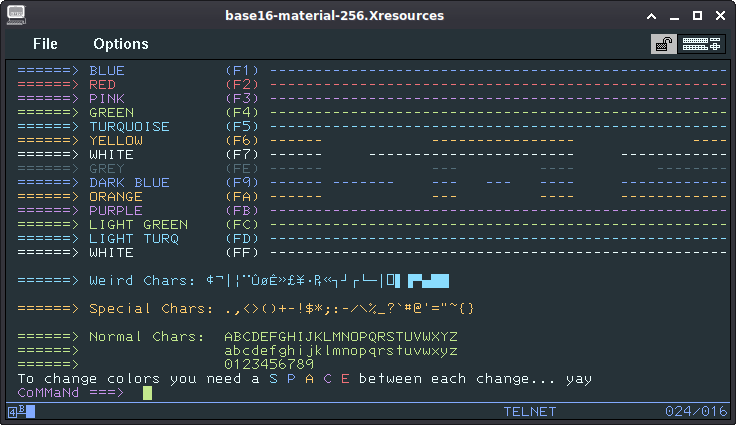 base16-material-256.Xresources
File Options
======> BLUE (F1) -----------------------------------------------------
======> RED (F2) -----------------------------------------------------
======> PINK (F3) -----------------------------------------------------
======> GREEN (F4) -----------------------------------------------------
======> TURQUOISE (F5) -----------------------------------------------------
======> YELLOW (F6) ------ ---------------- ----
======> WHITE (F7) ------ ---------------------- ------------
======> GREY (FE) ------ --- --- ------------
======> DARK BLUE (F9) ------ ------- --- --- ---- ------------
======> ORANGE (FA) ------ --- --- ------------
======> PURPLE (FB) -----------------------------------------------------
======> LIGHT GREEN (FC) -----------------------------------------------------
======> LIGHT TURQ (FD) -----------------------------------------------------
======> WHITE (FF) -----------------------------------------------------
======> Weird Chars: ¢¬|¦¨ÛøÊ»£¥·₧«┐┘┌└─│
======> Special Chars: .,<>()+-!$*;:-/\%_?`#@'="~{}
======> Normal Chars: ABCDEFGHIJKLMNOPQRSTUVWXYZ
======> abcdefghijklmnopqrstuvwxyz
======> 0123456789
To change colors you need a S P A C E between each change... yay
CoMMaNd ===>
4 B TELNET 024/016